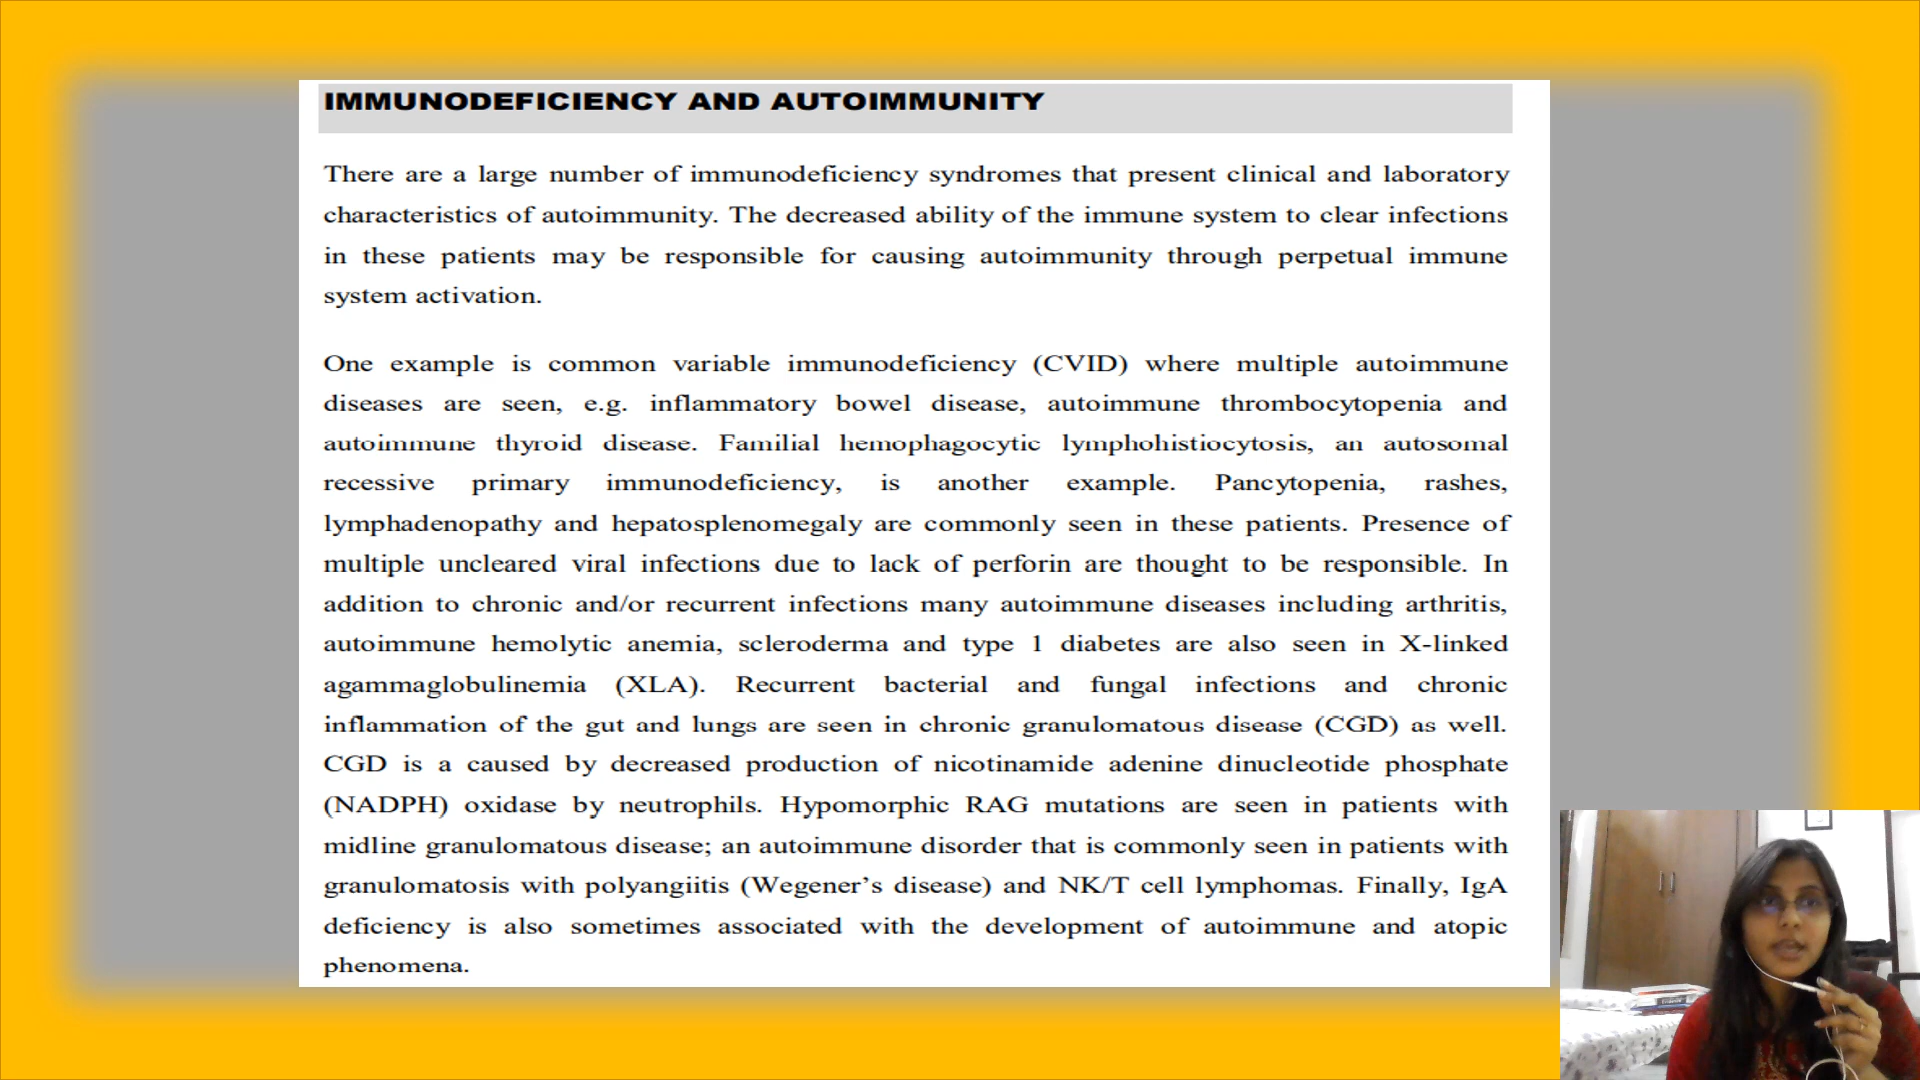 IMMUNODEFICIENCY AND AUTOIMMUNITY
There are a large number of immunodeficiency syndromes that present clinical and laboratory
characteristics of autoimmunity. The decreased ability of the immune system to clear infections
in these patients may be responsible for causing autoimmunity through perpetual immune
system activation.
One example is common variable immunodeficiency (CVID) where multiple autoimmune
diseases are seen, e.g. inflammatory bowel disease, autoimmune thrombocytopenia and
autoimmune thyroid disease. Familial hemophagocytic lymphohistiocytosis, an autosomal
recessive primary immunodeficiency, is another example. Pancytopenia, rashes,
lymphadenopathy and hepatosplenomegaly are commonly seen in these patients. Presence of
multiple uncleared viral infections due to lack of perforin are thought to be responsible. In
addition to chronic and/or recurrent infections many autoimmune diseases including arthritis,
autoimmune hemolytic anemia, scleroderma and type 1 diabetes are also seen in X-linked
agammaglobulinemia (XLA). Recurrent bacterial and fungal infections and chronic
inflammation of the gut and lungs are seen in chronic granulomatous disease (CGD) as well.
CGD is a caused by decreased production of nicotinamide adenine dinucleotide phosphate
(NADPH) oxidase by neutrophils. Hypomorphic RAG mutations are seen in patients with
midline granulomatous disease; an autoimmune disorder that is commonly seen in patients with
granulomatosis with polyangiitis (Wegener’s disease) and NK/T cell lymphomas. Finally, IgA
deficiency is also sometimes associated with the development of autoimmune and atopic
phenomena.